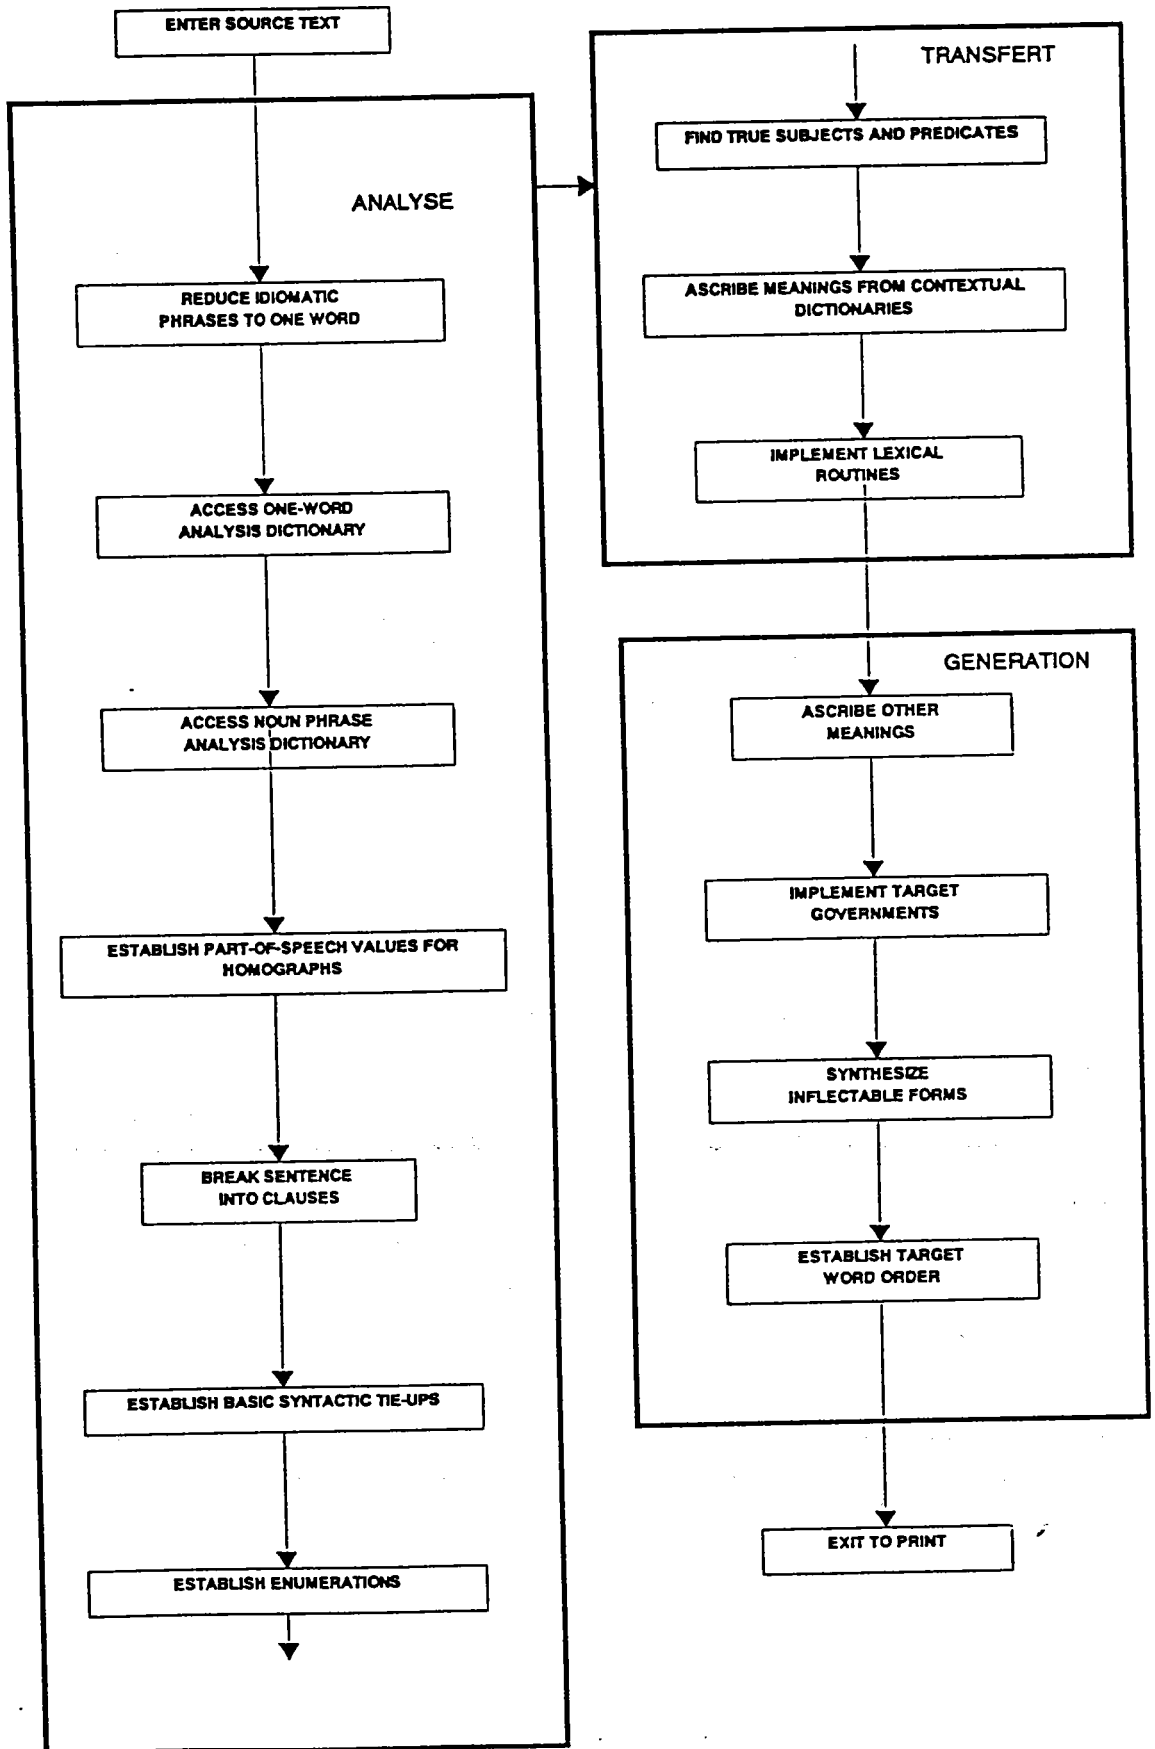 ENTER SOURCE TEXT
ANALYSE
REDUCE IDIOMATIC
PHRASES TO ONE WORD
ACCESS ONE-WORD
ANALYSIS DICTIONARY
ACCESS NOUN PHRASE
ANALYSIS DICTIONARY
ESTABLISH PART-OF-SPEECH VALUES FOR
HOMOGRAPHS
BREAK SENTENCE
INTO CLAUSES
ESTABLISH BASIC SYNTACTIC TIE-UPS
ESTABLISH ENUMERATIONS
TRANSFERT
FIND TRUE SUBJECTS AND PREDICATES
ASCRIBE MEANINGS FROM CONTEXTUAL
DICTIONARIES
IMPLEMENT LEXICAL
ROUTINES
GENERATION
ASCRIBE OTHER
MEANINGS
IMPLEMENT TARGET
GOVERNMENTS
SYNTHESIZE
INFLECTABLE FORMS
ESTABLISH TARGET
WORD ORDER
EXIT TO PRINT